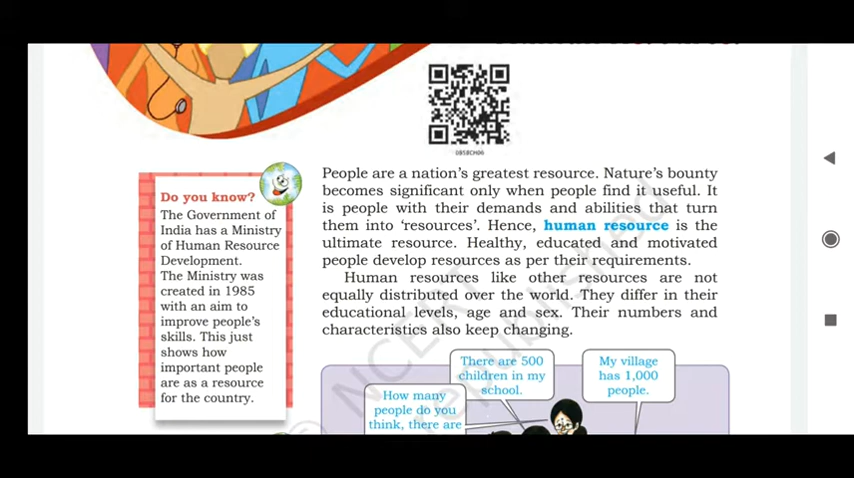 0858CH06
Do you know?
The Government of
India has a Ministry
of Human Resource
Development.
The Ministry was
created in 1985
with an aim to
improve people's
skills. This just
shows how
important people
are as a resource
for the country.
People are a nation's greatest resource. Nature's bounty
becomes significant only when people find it useful. It
is people with their demands and abilities that turn
them into 'resources'. Hence, human resource is the
ultimate resource. Healthy, educated and motivated
people develop resources as per their requirements.
Human resources like other resources are not
equally distributed over the world. They differ in their
educational levels, age and sex. Their numbers and
characteristics also keep changing.
There are 500
children in my
school.
My village
has 1,000
people.
How many
people do you
think, there are
© NCERT
republished